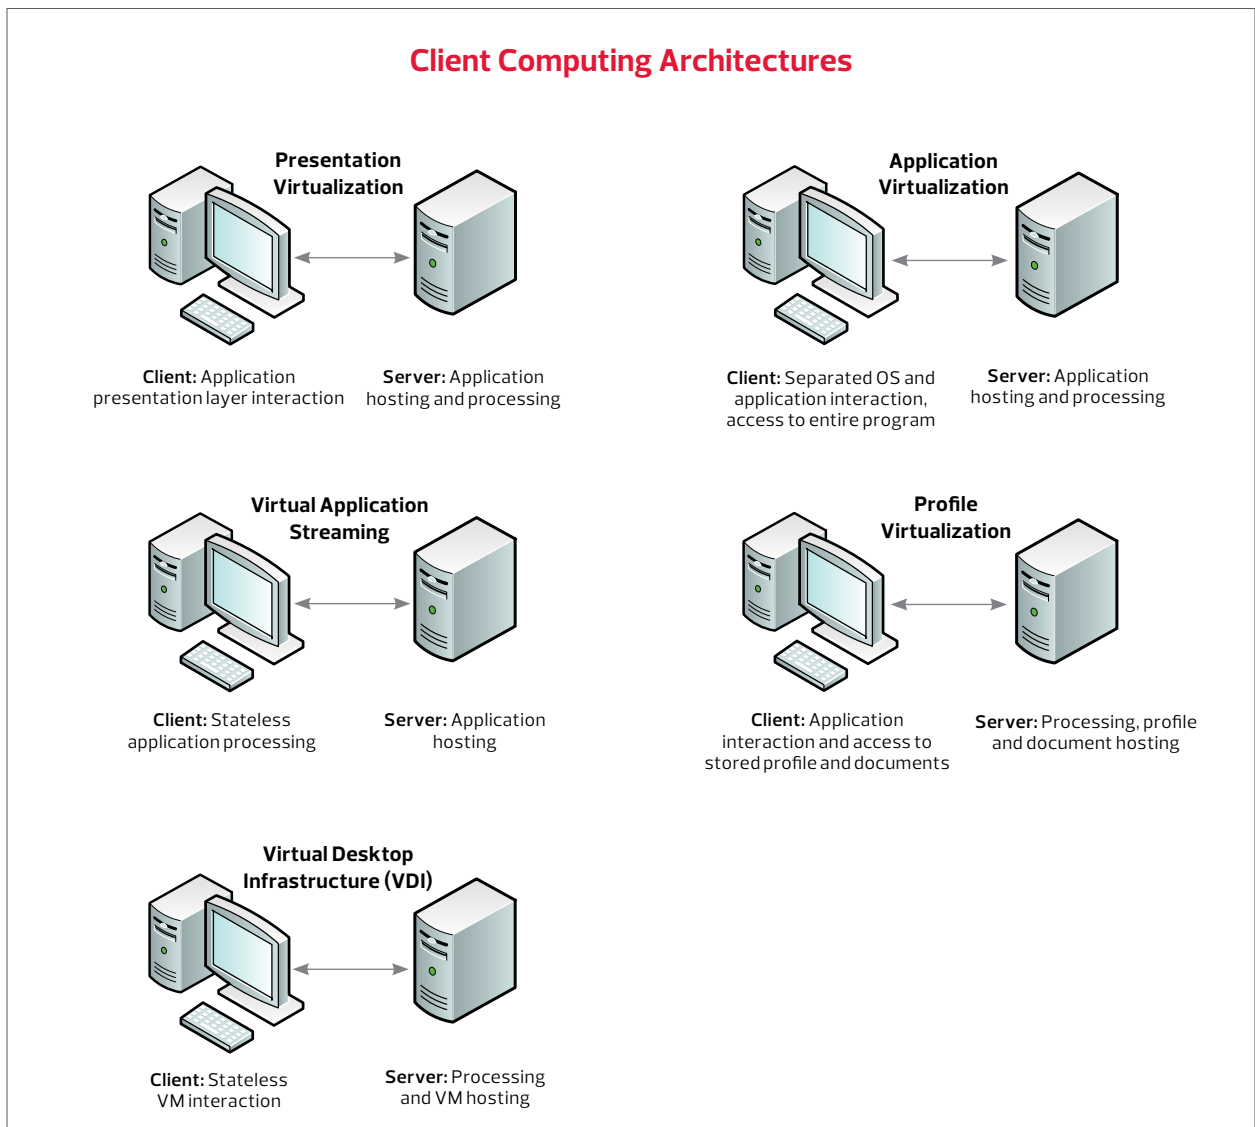 Client Computing Architectures
Presentation
Virtualization
Client: Application
presentation layer interaction
Server: Application
hosting and processing
Application
Virtualization
Client: Separated OS and
application interaction,
access to entire program
Server: Application
hosting and processing
Virtual Application
Streaming
Client: Stateless
application processing
Server: Application
hosting
Profile
Virtualization
Client: Application
interaction and access to
stored profile and documents
Server: Processing, profile
and document hosting
Virtual Desktop
Infrastructure (VDI)
Client: Stateless
VM interaction
Server: Processing
and VM hosting